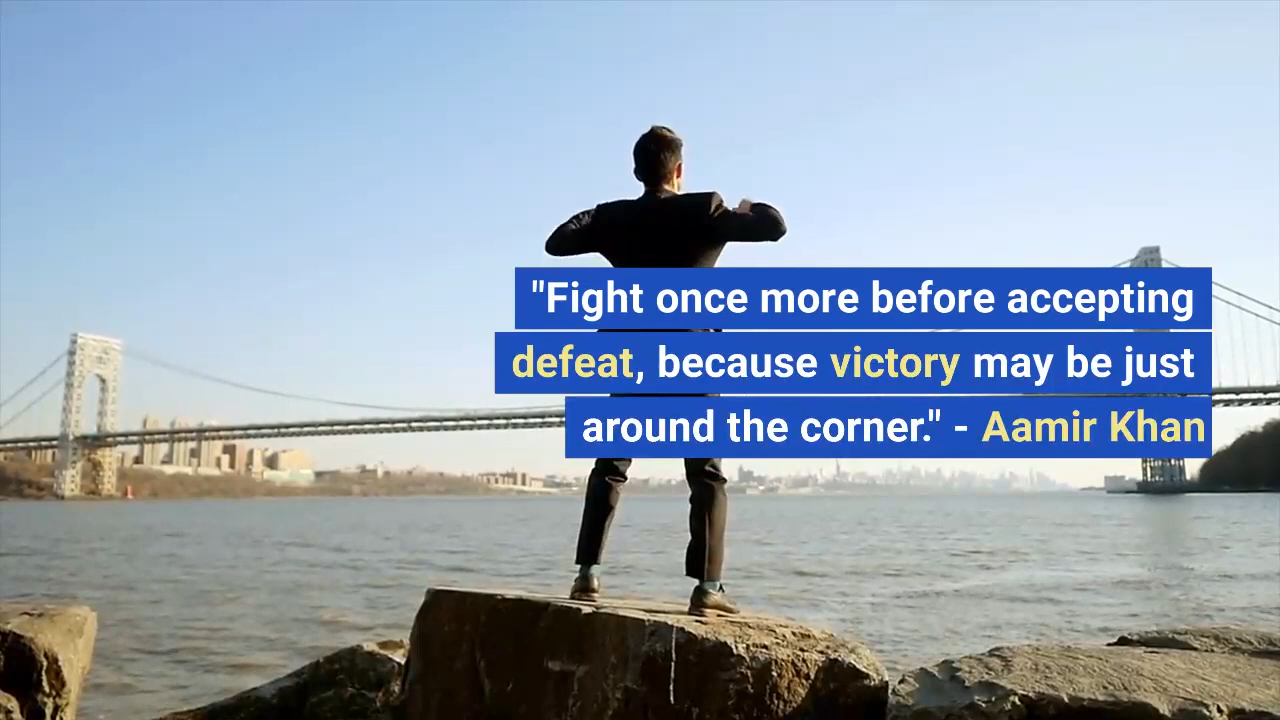 "Fight once more before accepting
defeat, because victory may be just
around the corner." - Aamir Khan